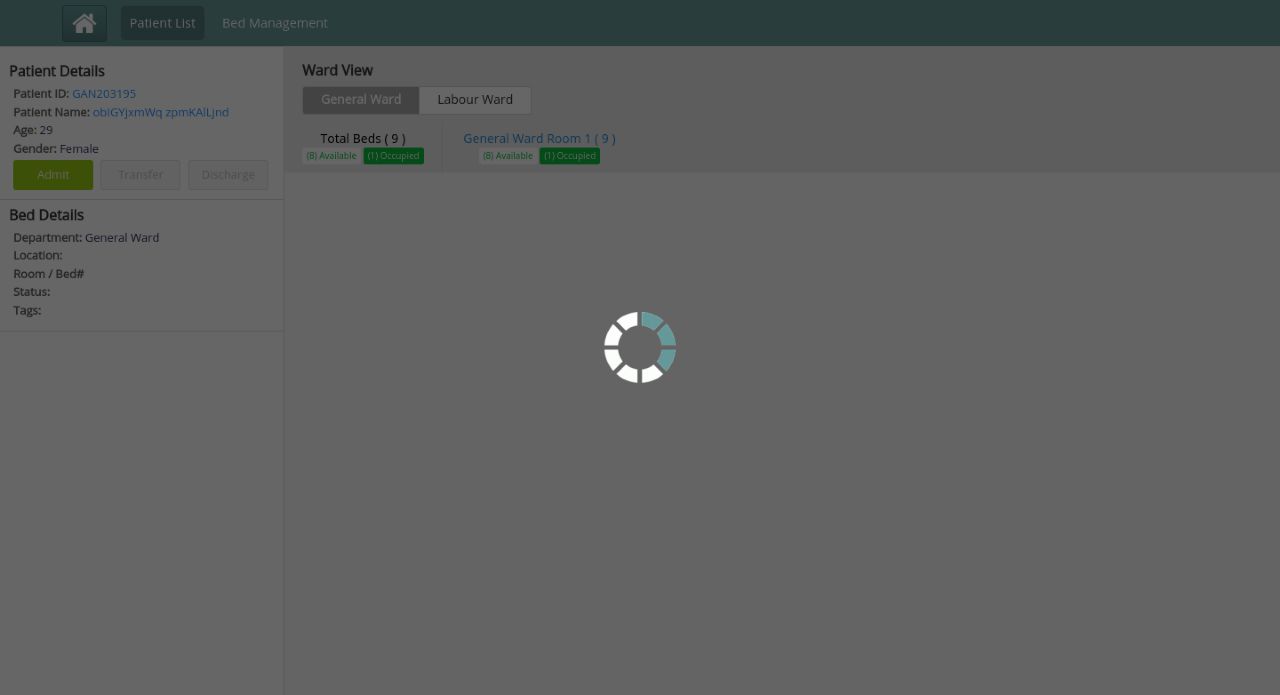 Patient List Bed Management
Patient Details
Patient ID: GAN203195
Patient Name: obiGYjxmWq zpmKAlLjnd
Age: 29
Gender: Female
Admit Transfer Discharge
Bed Details
Department: General Ward
Location:
Room / Bed#
Status:
Tags:
Ward View
General Ward Labour Ward
Total Beds ( 9 ) General Ward Room 1 ( 9 )
(8) Available (1) Occupied (8) Available (1) Occupied